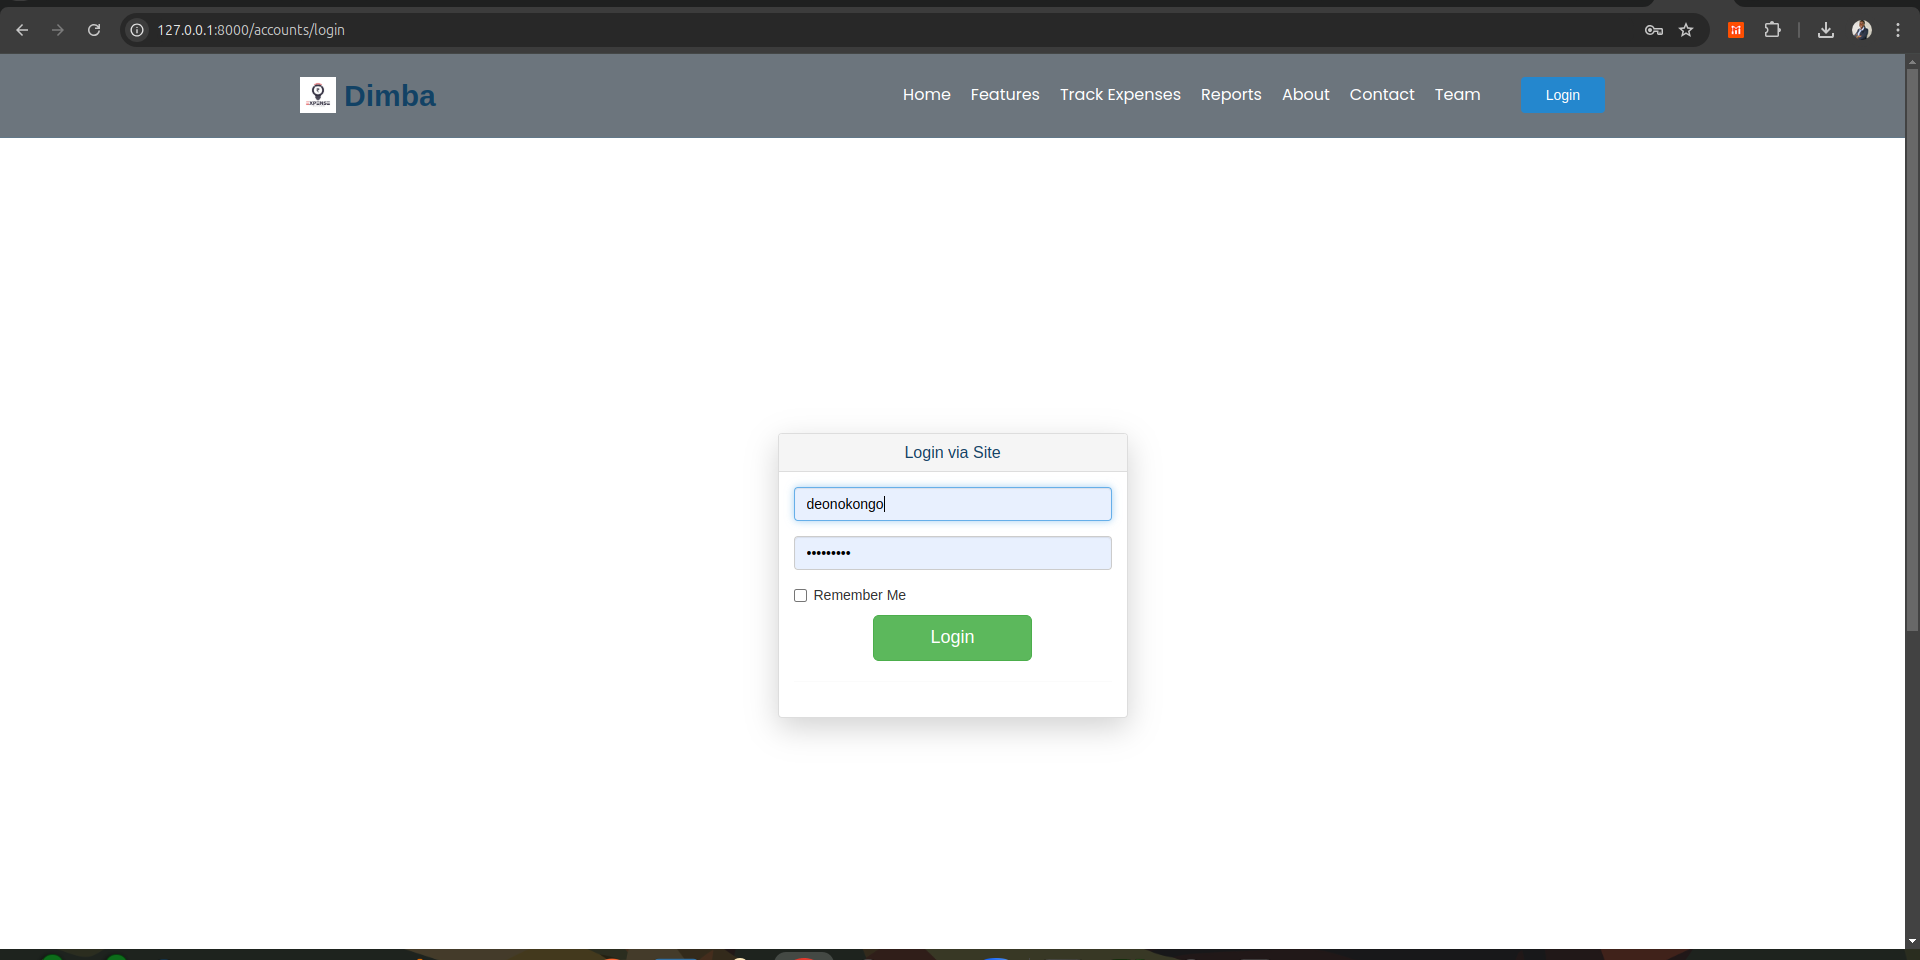 127.0.0.1:8000/accounts/login
EXPENSE
Dimba
Home Features Track Expenses Reports About Contact Team Login
Login via Site
deonokongo
•••••••••
Remember Me
Login